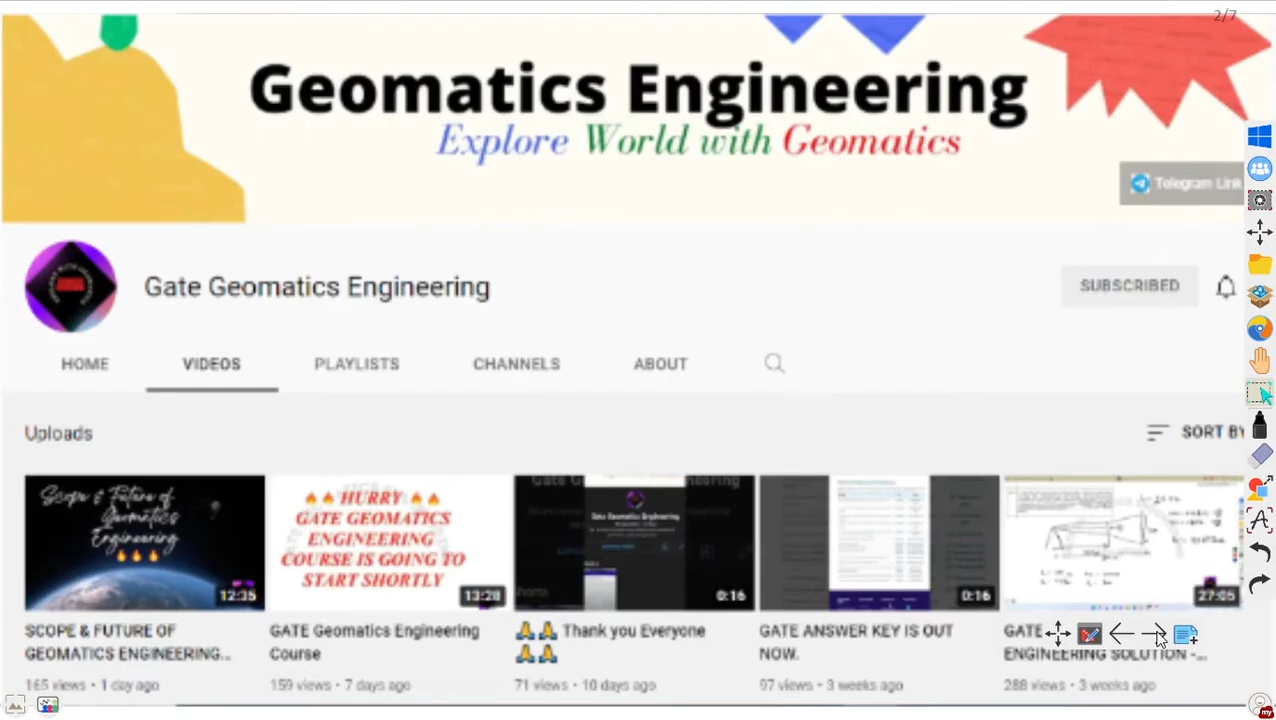 2/7
Geomatics Engineering
Explore World with Geomatics
Telegram Link
Gate Geomatics Engineering
SUBSCRIBED
HOME VIDEOS PLAYLISTS CHANNELS ABOUT
Uploads
SORT BY
Scope & Future of
Geomatics
Engineering
🔥🔥🔥
12:35
🔥🔥 HURRY 🔥🔥
GATE GEOMATICS
ENGINEERING
COURSE IS GOING TO
START SHORTLY
13:28
Gate Geomatics Engineering
0:16
0:16
27:05
SCOPE & FUTURE OF
GEOMATICS ENGINEERING...
165 views • 1 day ago
GATE Geomatics Engineering
Course
159 views • 7 days ago
🙏🙏 Thank you Everyone
🙏🙏
71 views • 10 days ago
GATE ANSWER KEY IS OUT
NOW.
97 views • 3 weeks ago
GATE
ENGINEERING SOLUTION -...
288 views • 3 weeks ago
my